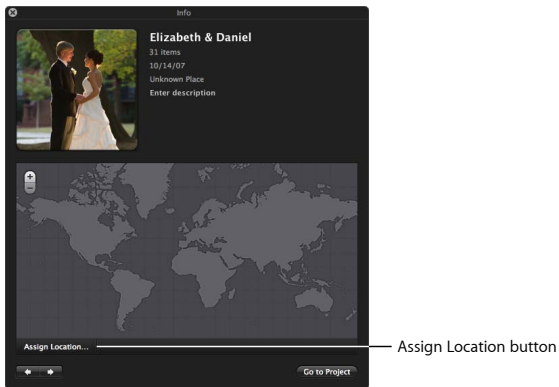 Info
Elizabeth & Daniel
31 items
10/14/07
Unknown Place
Enter description
+
−
Assign Location...
Assign Location button
Go to Project